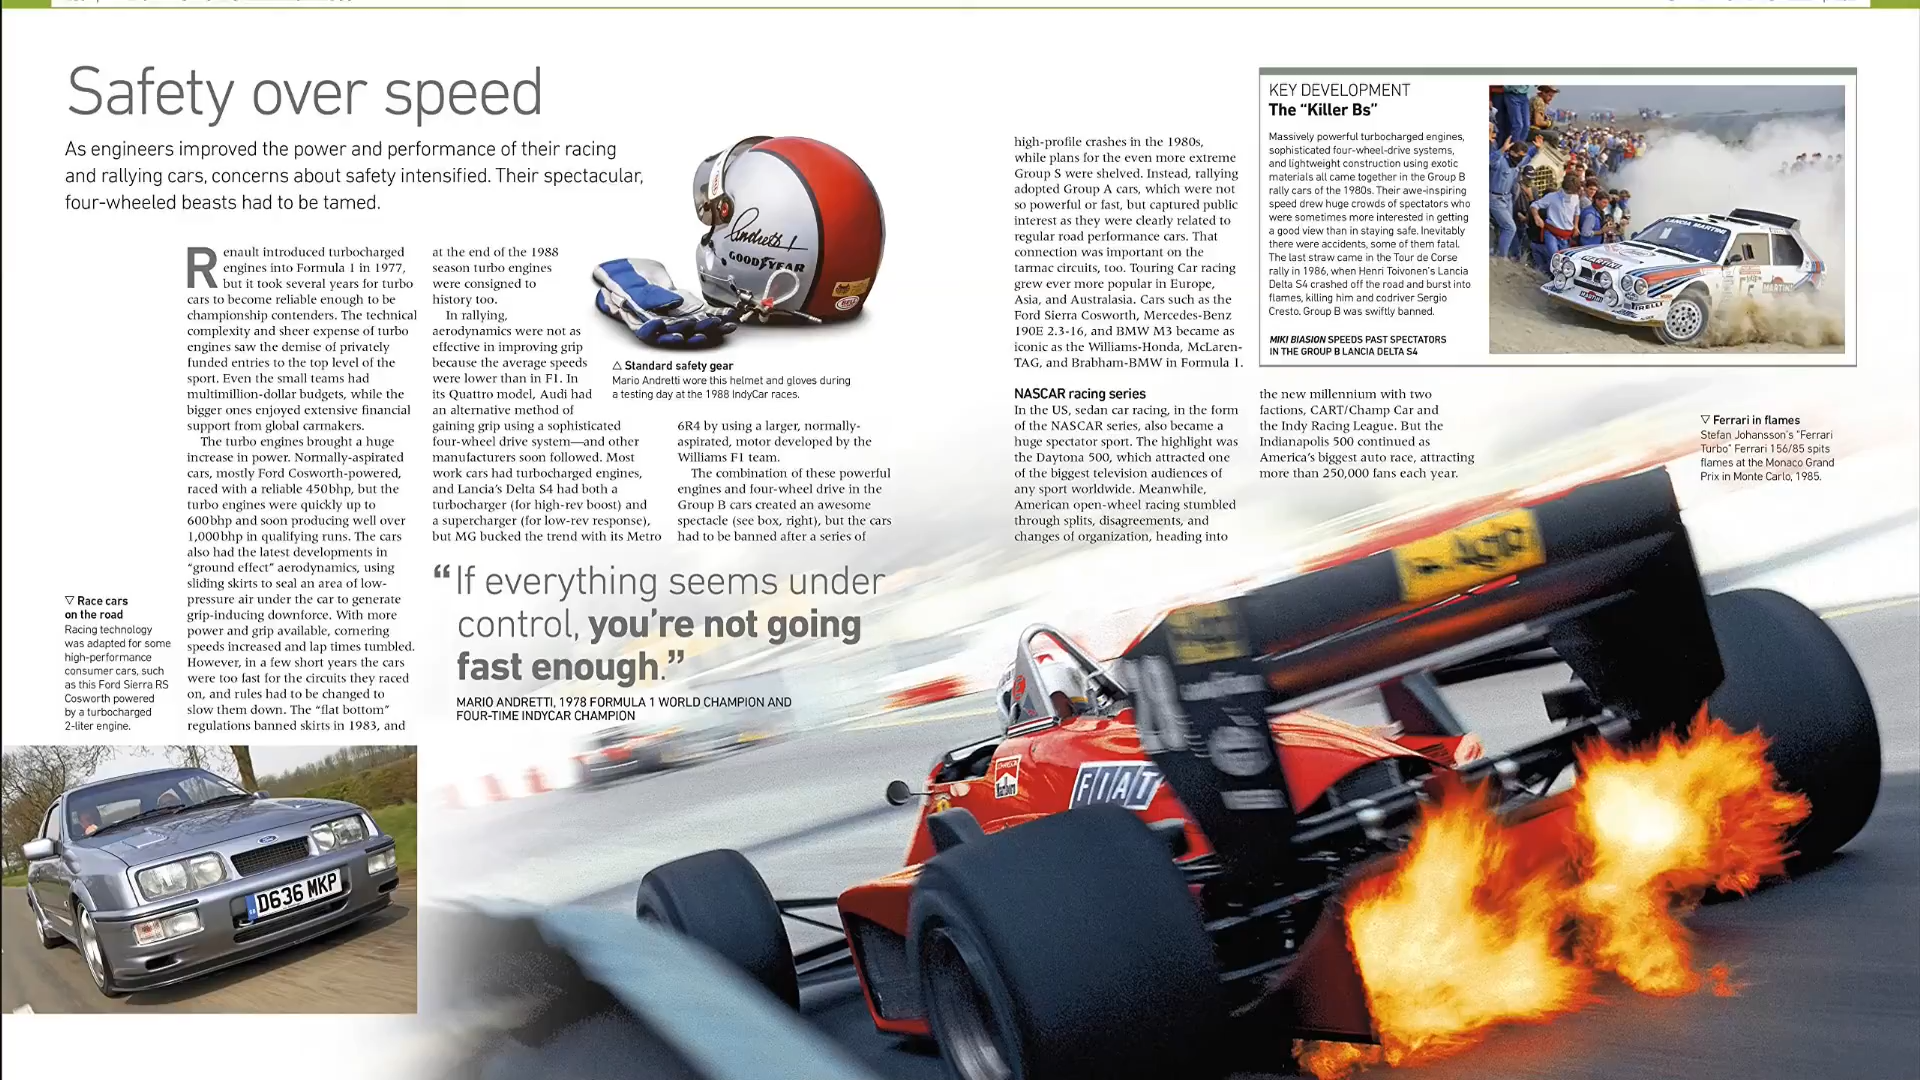 Safety over speed
As engineers improved the power and performance of their racing
and rallying cars, concerns about safety intensified. Their spectacular,
four-wheeled beasts had to be tamed.
Renault introduced turbocharged
engines into Formula 1 in 1977,
but it took several years for turbo
cars to become reliable enough to be
championship contenders. The technical
complexity and sheer expense of turbo
engines saw the demise of privately
funded entries to the top level of the
sport. Even the small teams had
multimillion-dollar budgets, while the
bigger ones enjoyed extensive financial
support from global carmakers.
The turbo engines brought a huge
increase in power. Normally-aspirated
cars, mostly Ford Cosworth-powered,
raced with a reliable 450bhp, but the
turbo engines were quickly up to
600bhp and soon producing well over
1,000bhp in qualifying runs. The cars
also had the latest developments in
"ground effect" aerodynamics, using
sliding skirts to seal an area of low-
pressure air under the car to generate
grip-inducing downforce. With more
power and grip available, cornering
speeds increased and lap times tumbled.
However, in a few short years the cars
were too fast for the circuits they raced
on, and rules had to be changed to
slow them down. The "flat bottom"
regulations banned skirts in 1983, and
▽ Race cars
on the road
Racing technology
was adapted for some
high-performance
consumer cars, such
as this Ford Sierra RS
Cosworth powered
by a turbocharged
2-liter engine.
D636 MKP
at the end of the 1988
season turbo engines
were consigned to
history too.
In rallying,
aerodynamics were not as
effective in improving grip
because the average speeds
were lower than in F1. In
its Quattro model, Audi had
an alternative method of
gaining grip using a sophisticated
four-wheel drive system—and other
manufacturers soon followed. Most
work cars had turbocharged engines,
and Lancia's Delta S4 had both a
turbocharger (for high-rev boost) and
a supercharger (for low-rev response),
but MG bucked the trend with its Metro
Andretti
GOODYEAR
BELL
△ Standard safety gear
Mario Andretti wore this helmet and gloves during
a testing day at the 1988 IndyCar races.
6R4 by using a larger, normally-
aspirated, motor developed by the
Williams F1 team.
The combination of these powerful
engines and four-wheel drive in the
Group B cars created an awesome
spectacle (see box, right), but the cars
had to be banned after a series of
"If everything seems under
control, you're not going
fast enough."
MARIO ANDRETTI, 1978 FORMULA 1 WORLD CHAMPION AND
FOUR-TIME INDYCAR CHAMPION
high-profile crashes in the 1980s,
while plans for the even more extreme
Group S were shelved. Instead, rallying
adopted Group A cars, which were not
so powerful or fast, but captured public
interest as they were clearly related to
regular road performance cars. That
connection was important on the
tarmac circuits, too. Touring Car racing
grew ever more popular in Europe,
Asia, and Australasia. Cars such as the
Ford Sierra Cosworth, Mercedes-Benz
190E 2.3-16, and BMW M3 became as
iconic as the Williams-Honda, McLaren-
TAG, and Brabham-BMW in Formula 1.
NASCAR racing series
In the US, sedan car racing, in the form
of the NASCAR series, also became a
huge spectator sport. The highlight was
the Daytona 500, which attracted one
of the biggest television audiences of
any sport worldwide. Meanwhile,
American open-wheel racing stumbled
through splits, disagreements, and
changes of organization, heading into
the new millennium with two
factions, CART/Champ Car and
the Indy Racing League. But the
Indianapolis 500 continued as
America's biggest auto race, attracting
more than 250,000 fans each year.
KEY DEVELOPMENT
The "Killer Bs"
Massively powerful turbocharged engines,
sophisticated four-wheel-drive systems,
and lightweight construction using exotic
materials all came together in the Group B
rally cars of the 1980s. Their awe-inspiring
speed drew huge crowds of spectators who
were sometimes more interested in getting
a good view than in staying safe. Inevitably
there were accidents, some of them fatal.
The last straw came in the Tour de Corse
rally in 1986, when Henri Toivonen's Lancia
Delta S4 crashed off the road and burst into
flames, killing him and codriver Sergio
Cresto. Group B was swiftly banned.
MIKI BIASION SPEEDS PAST SPECTATORS
IN THE GROUP B LANCIA DELTA S4
LANCIA MARTINI
MARTINI
PIRELLI
▽ Ferrari in flames
Stefan Johansson's "Ferrari
Turbo" Ferrari 156/85 spits
flames at the Monaco Grand
Prix in Monte Carlo, 1985.
Marlboro
FIAT